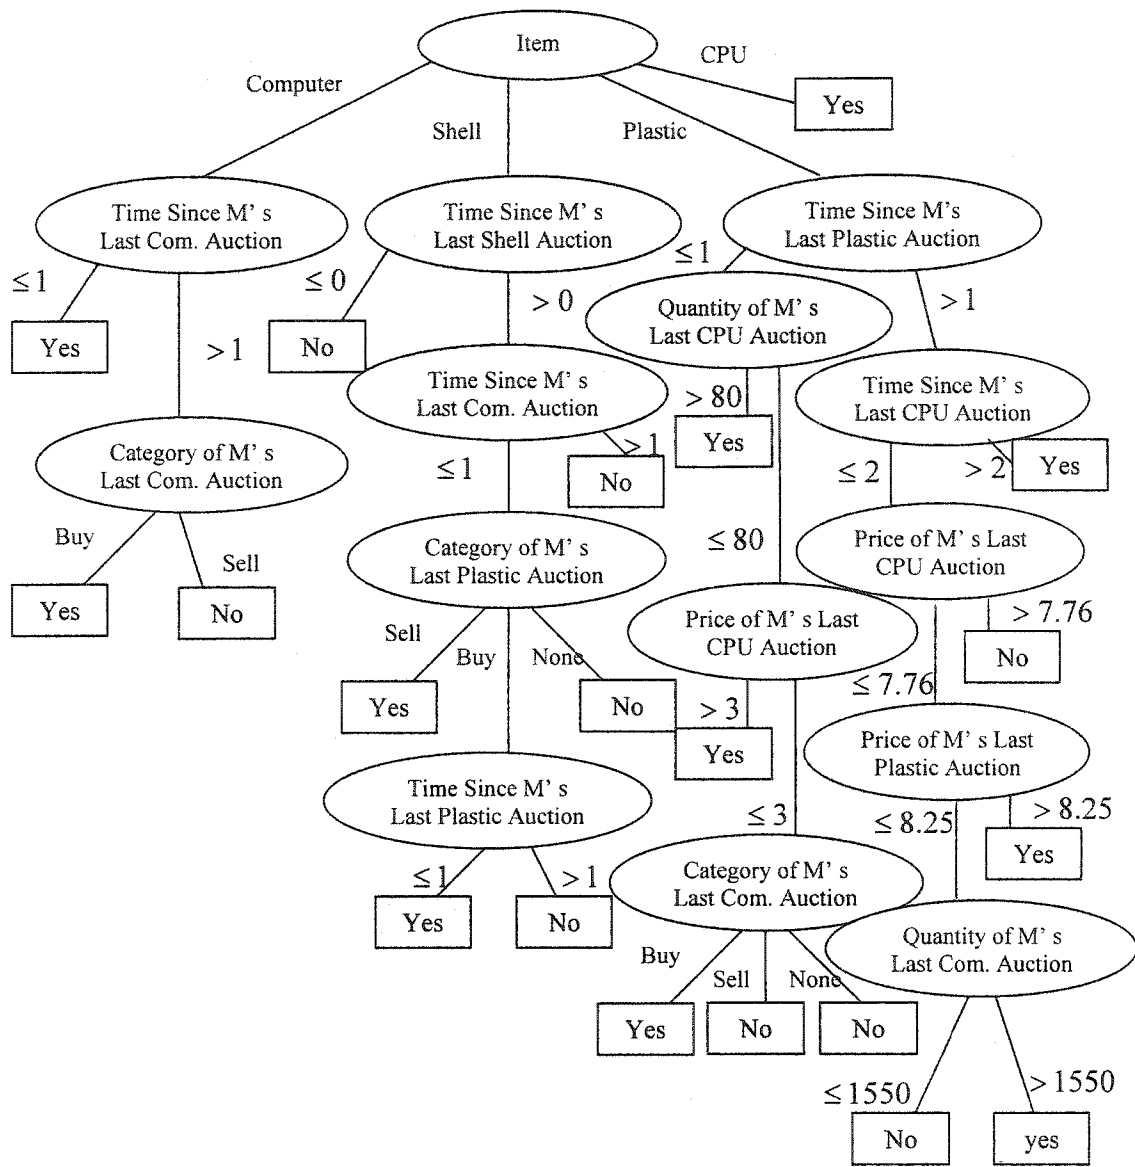 Item
CPU
Yes
Computer
Shell
Plastic
Time Since M' s
Last Com. Auction
Time Since M' s
Last Shell Auction
Time Since M's
Last Plastic Auction
≤ 1
Yes
> 1
≤ 0
No
> 0
≤ 1
Quantity of M' s
Last CPU Auction
> 1
Time Since M' s
Last Com. Auction
> 80
Yes
Time Since M' s
Last CPU Auction
Category of M' s
Last Com. Auction
≤ 1
> 1
No
≤ 2
> 2
Yes
Buy
Yes
Sell
No
Category of M' s
Last Plastic Auction
≤ 80
Price of M' s Last
CPU Auction
Sell
Yes
Buy
None
No
Price of M' s Last
CPU Auction
> 7.76
No
≤ 7.76
> 3
Yes
Price of M' s Last
Plastic Auction
Time Since M' s
Last Plastic Auction
≤ 3
≤ 8.25
> 8.25
Yes
≤ 1
Yes
> 1
No
Category of M' s
Last Com. Auction
Quantity of M' s
Last Com. Auction
Buy
Yes
Sell
No
None
No
≤ 1550
No
> 1550
yes